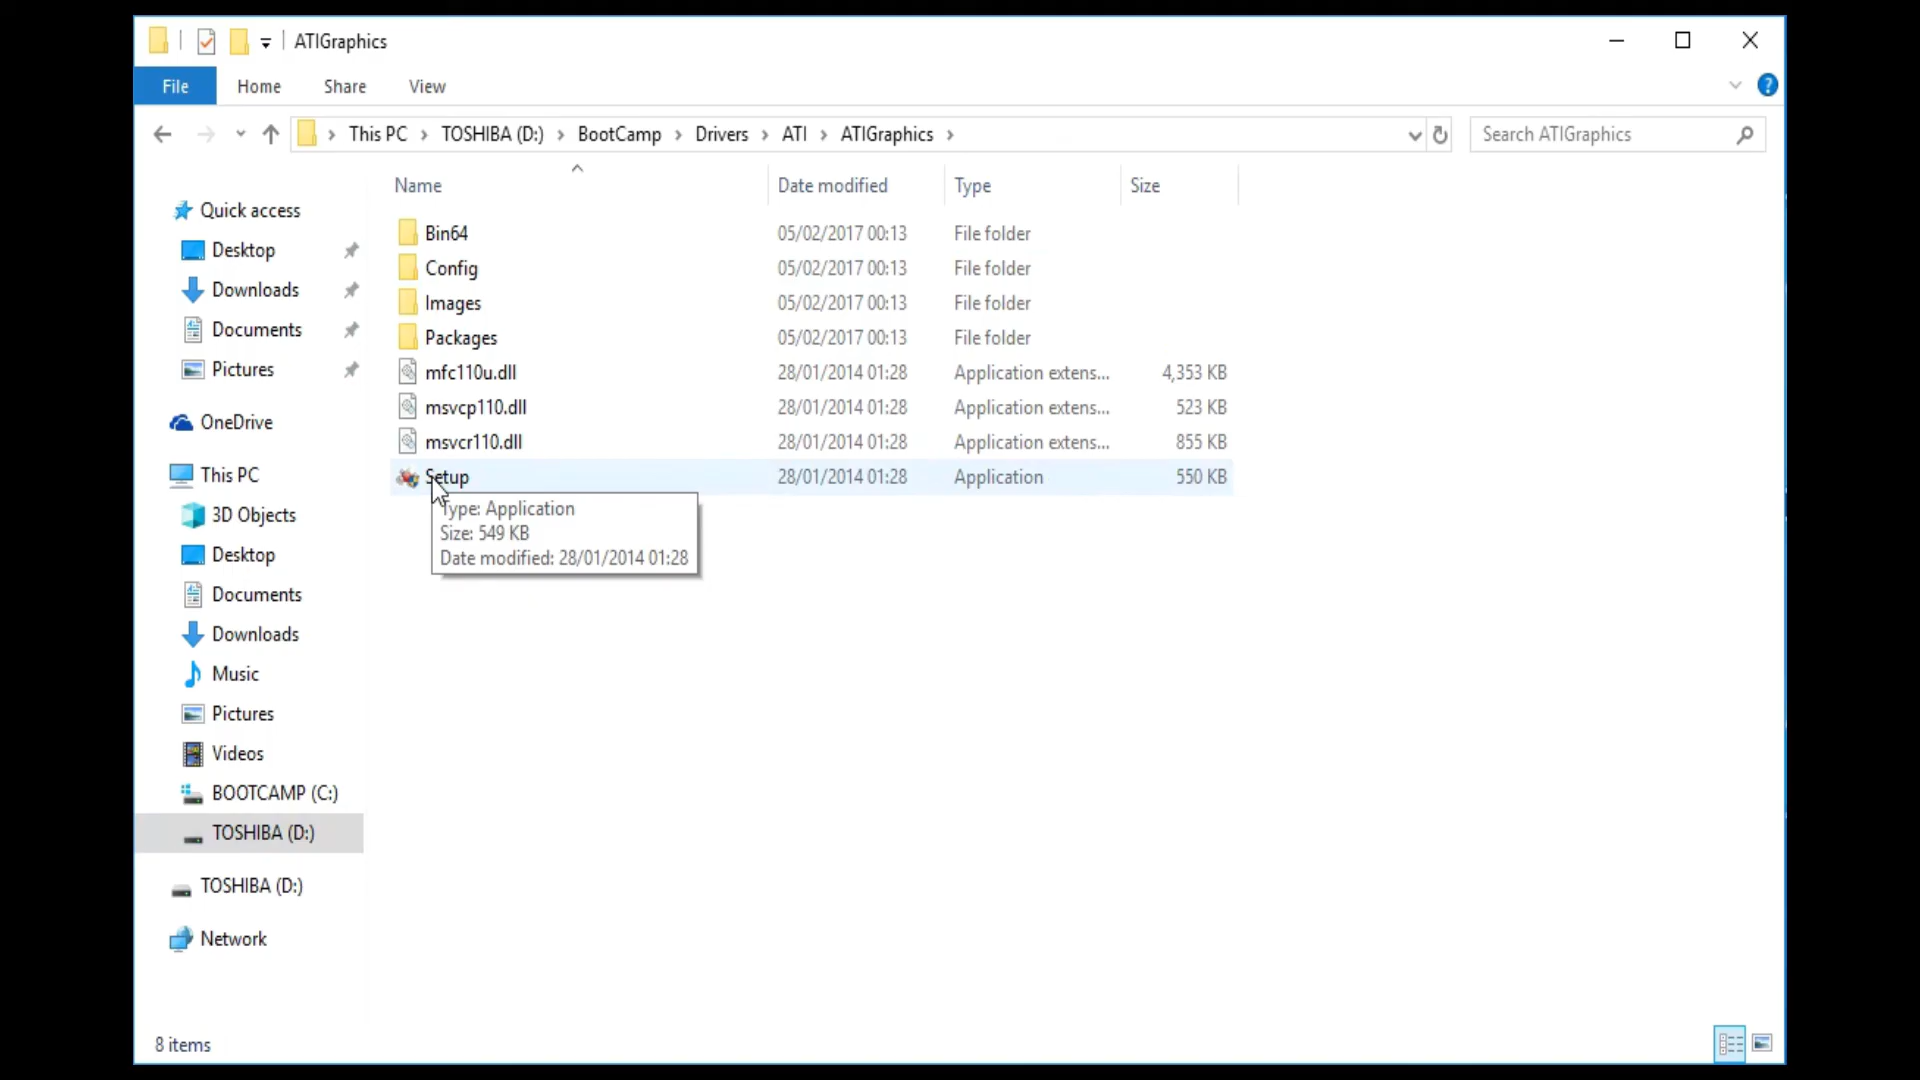 ATIGraphics
File Home Share View
This PC TOSHIBA (D:) BootCamp Drivers ATI ATIGraphics
Search ATIGraphics
Name Date modified Type Size
Quick access
Desktop
Downloads
Documents
Pictures
OneDrive
This PC
3D Objects
Desktop
Documents
Downloads
Music
Pictures
Videos
BOOTCAMP (C:)
TOSHIBA (D:)
TOSHIBA (D:)
Network
Bin64 05/02/2017 00:13 File folder
Config 05/02/2017 00:13 File folder
Images 05/02/2017 00:13 File folder
Packages 05/02/2017 00:13 File folder
mfc110u.dll 28/01/2014 01:28 Application extens... 4,353 KB
msvcp110.dll 28/01/2014 01:28 Application extens... 523 KB
msvcr110.dll 28/01/2014 01:28 Application extens... 855 KB
Setup 28/01/2014 01:28 Application 550 KB
Type: Application
Size: 549 KB
Date modified: 28/01/2014 01:28
8 items